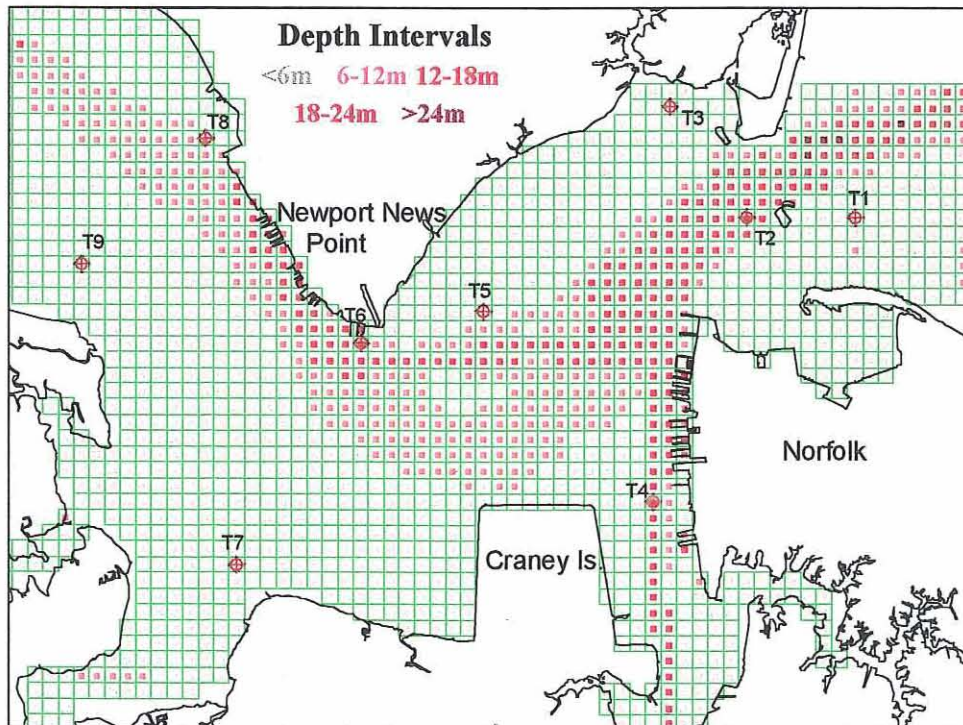 Depth Intervals
<6m 6-12m 12-18m
18-24m >24m
T8
T3
T1
T2
Newport News
Point
T9
T5
T6
Norfolk
T4
T7
Craney Is.